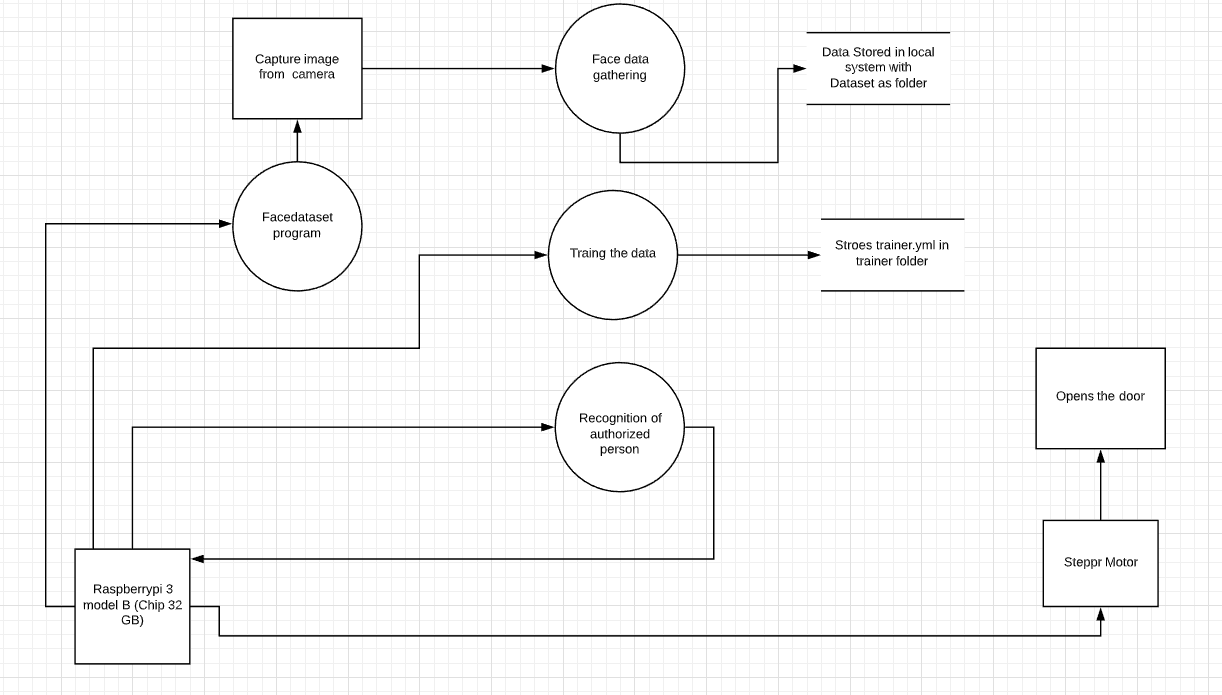 Capture image
from camera
Face data
gathering
Data Stored in local
system with
Dataset as folder
Facedataset
program
Traing the data
Stroes trainer.yml in
trainer folder
Recognition of
authorized
person
Opens the door
Steppr Motor
Raspberrypi 3
model B (Chip 32
GB)